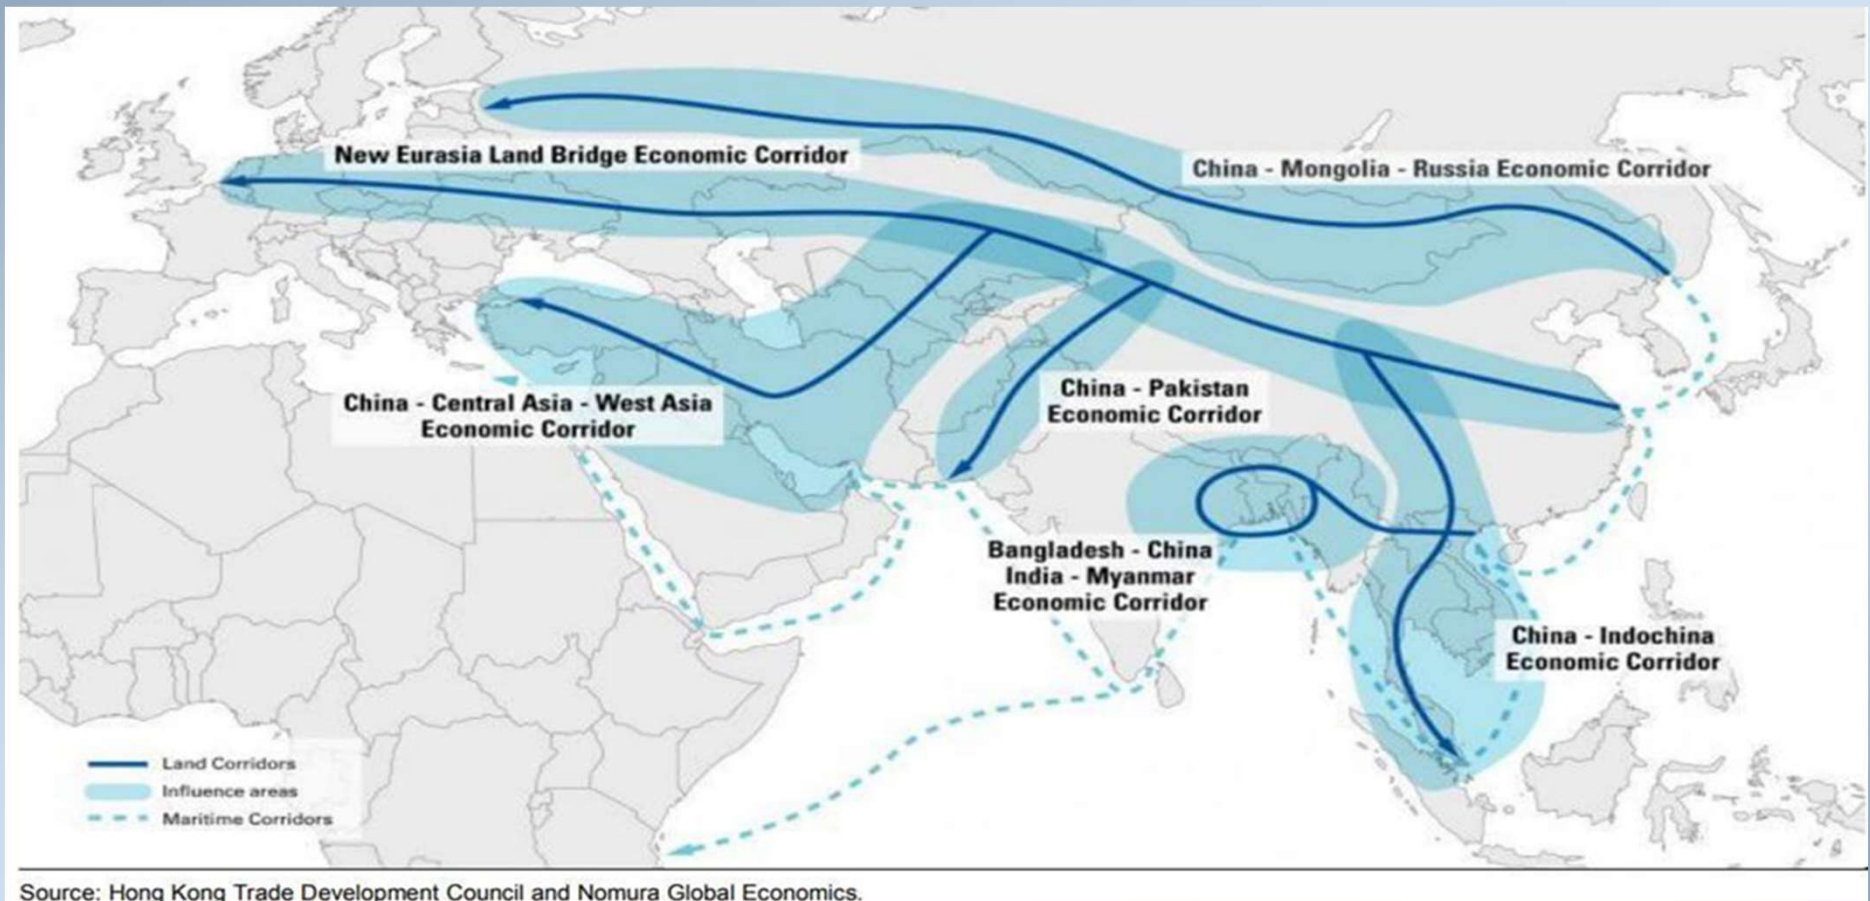 New Eurasia Land Bridge Economic Corridor
China - Mongolia - Russia Economic Corridor
China - Central Asia - West Asia
Economic Corridor
China - Pakistan
Economic Corridor
Bangladesh - China
India - Myanmar
Economic Corridor
China - Indochina
Economic Corridor
Land Corridors
Influence areas
Maritime Corridors
Source: Hong Kong Trade Development Council and Nomura Global Economics.